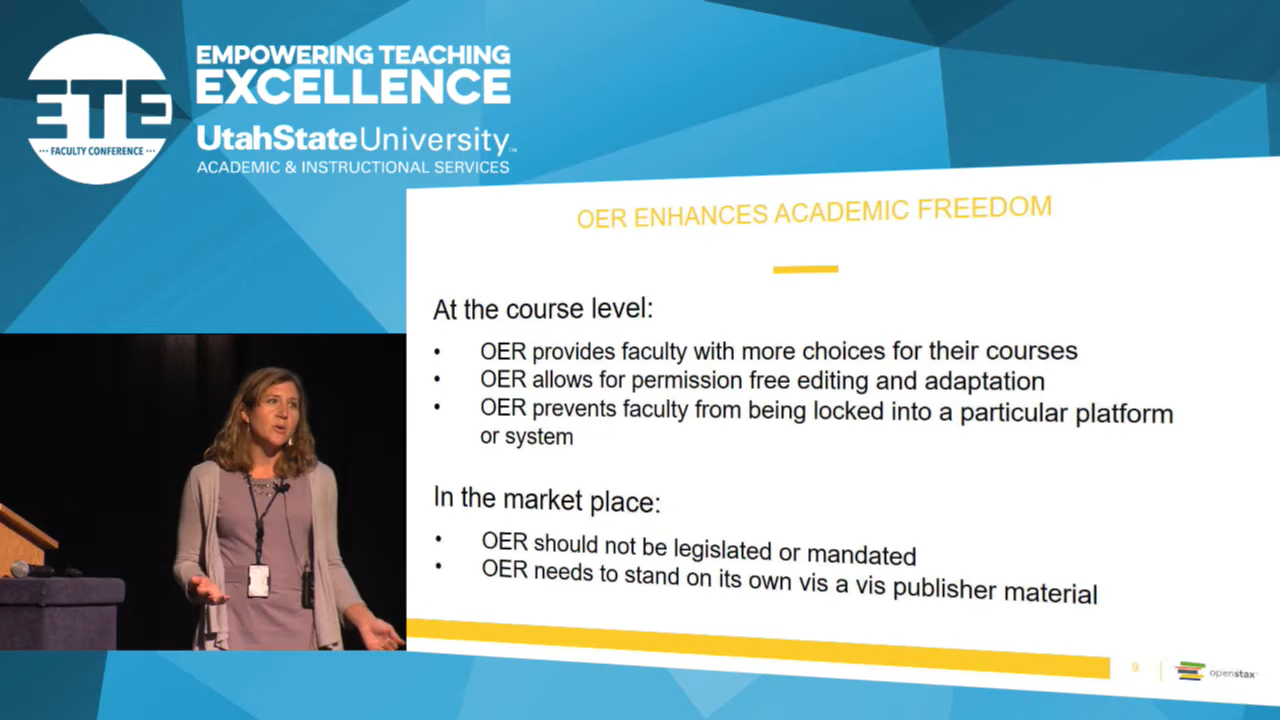 EMPOWERING TEACHING
EXCELLENCE
ETE
··· FACULTY CONFERENCE ···
UtahStateUniversity™
ACADEMIC & INSTRUCTIONAL SERVICES
OER ENHANCES ACADEMIC FREEDOM
At the course level:
• OER provides faculty with more choices for their courses
• OER allows for permission free editing and adaptation
• OER prevents faculty from being locked into a particular platform
or system
In the market place:
• OER should not be legislated or mandated
• OER needs to stand on its own vis a vis publisher material
9
openstax™